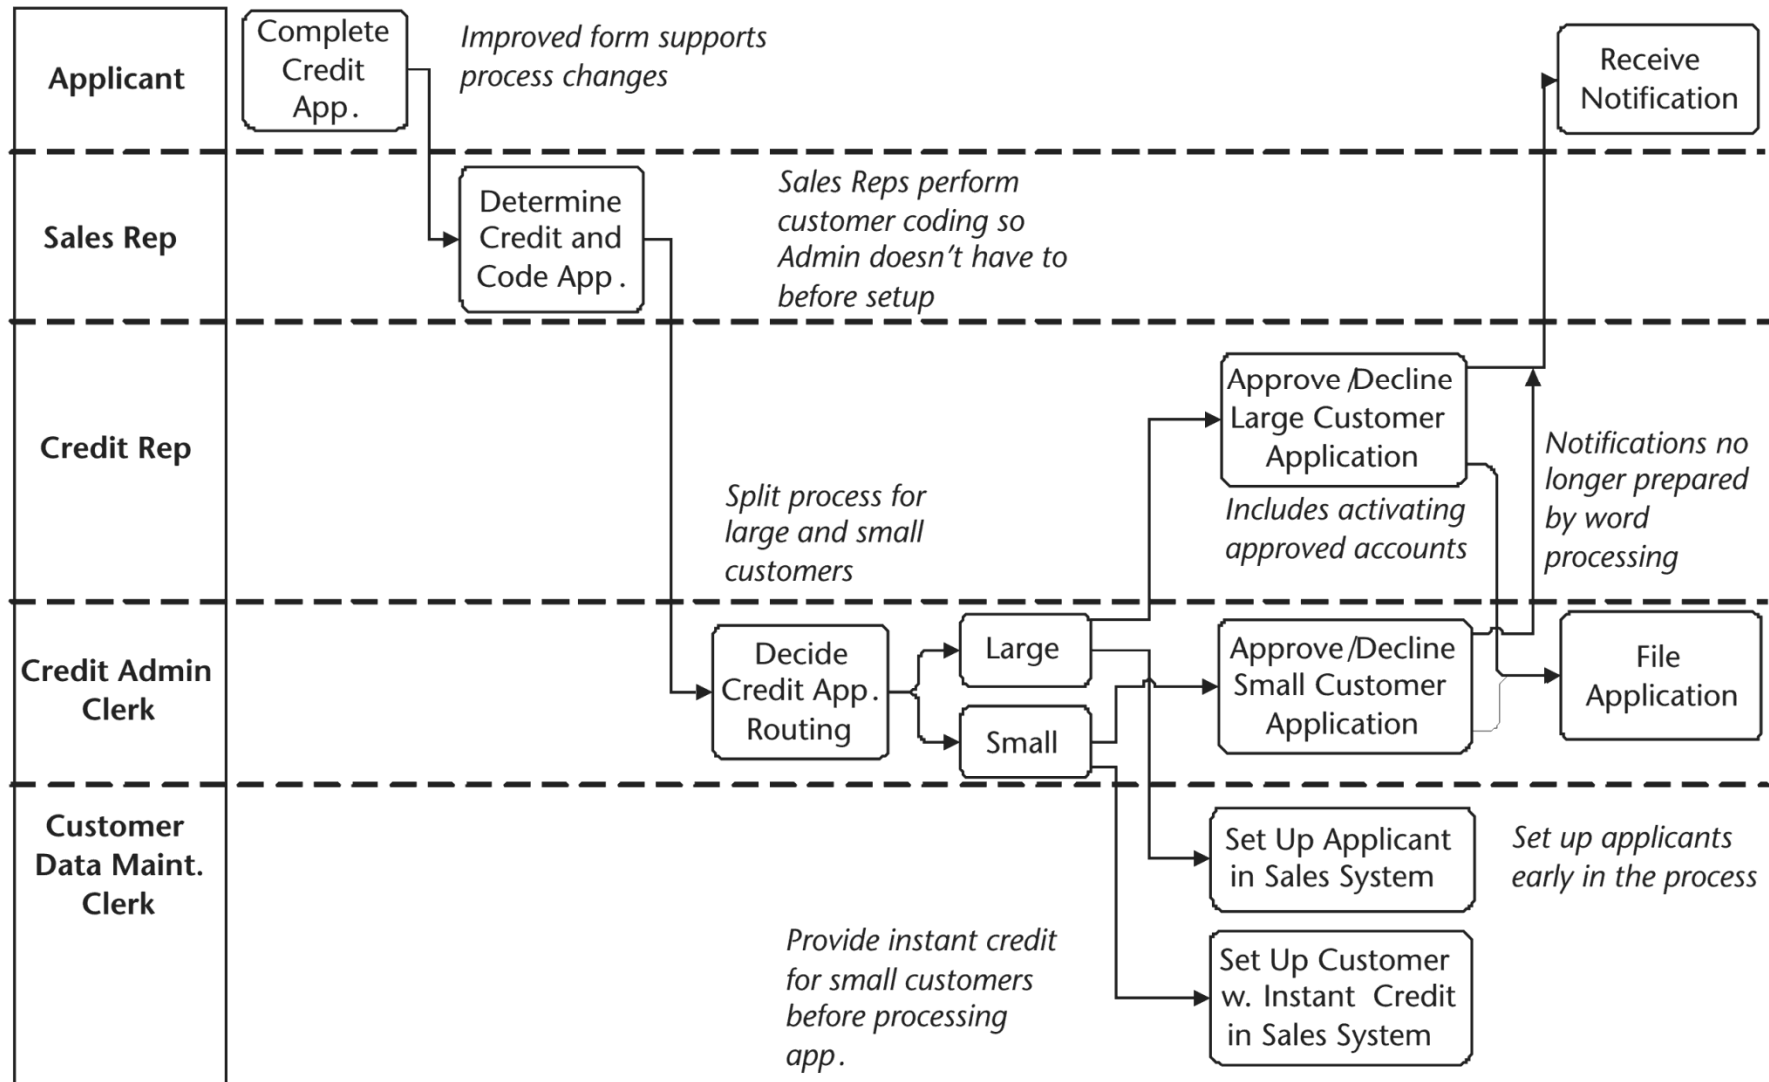 Applicant
Complete
Credit
App.
Improved form supports
process changes
Receive
Notification
Sales Rep
Determine
Credit and
Code App.
Sales Reps perform
customer coding so
Admin doesn't have to
before setup
Credit Rep
Split process for
large and small
customers
Approve/Decline
Large Customer
Application
Includes activating
approved accounts
Notifications no
longer prepared
by word
processing
Credit Admin
Clerk
Decide
Credit App.
Routing
Large
Small
Approve/Decline
Small Customer
Application
File
Application
Customer
Data Maint.
Clerk
Provide instant credit
for small customers
before processing
app.
Set Up Applicant
in Sales System
Set up applicants
early in the process
Set Up Customer
w. Instant Credit
in Sales System